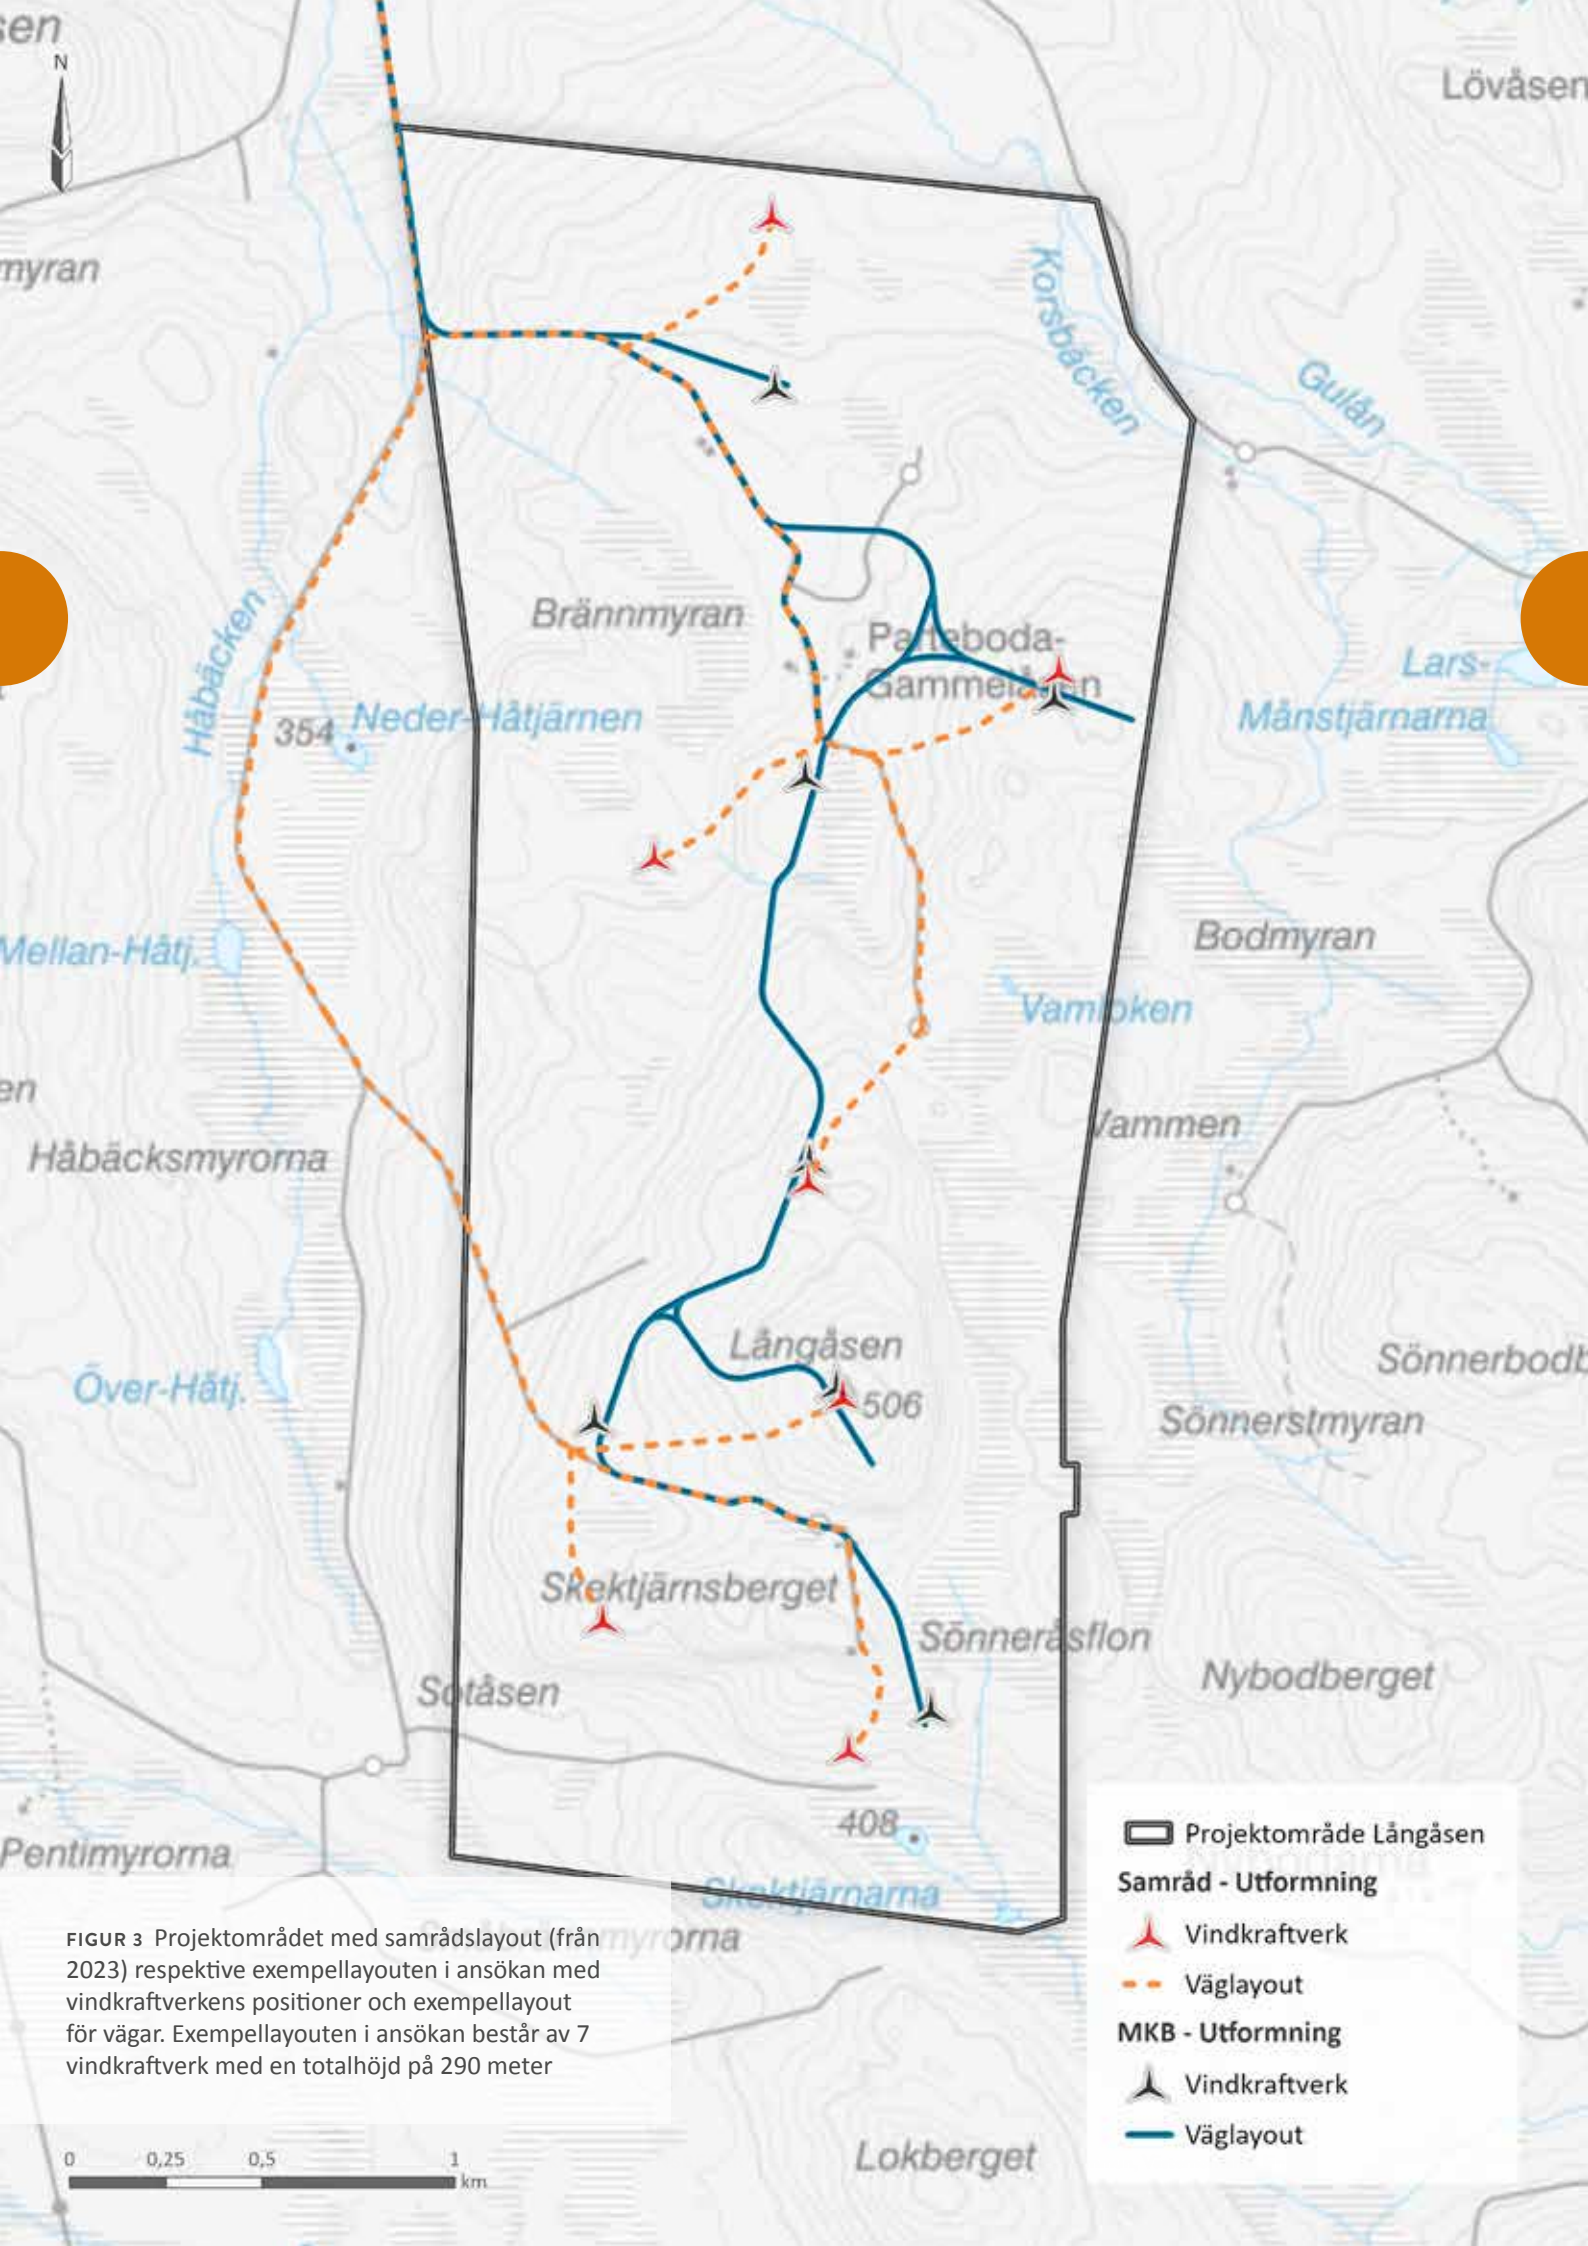 sen
N
Lövåsen
myran
Korsbäcken
Gulån
Håbäcken
Brännmyran
Parteboda-
Gammelåsen
Lars-
Månstjärnarna
354
Neder-Håtjärnen
Mellan-Håtj.
Bodmyran
Vamloken
en
Vammen
Håbäcksmyrorna
Långåsen
506
Över-Håtj.
Sönnerbodb
Sönnerstmyran
Skektjärnsberget
Sönneråsflon
Nybodberget
Sotåsen
408
Pentimyrorna
Skektjärnarna
myrorna
Projektområde Långåsen
Samråd - Utformning
Vindkraftverk
Väglayout
MKB - Utformning
Vindkraftverk
Väglayout
FIGUR 3 Projektområdet med samrådslayout (från
2023) respektive exempellayouten i ansökan med
vindkraftverkens positioner och exempellayout
för vägar. Exempellayouten i ansökan består av 7
vindkraftverk med en totalhöjd på 290 meter
0 0,25 0,5 1
km
Lokberget